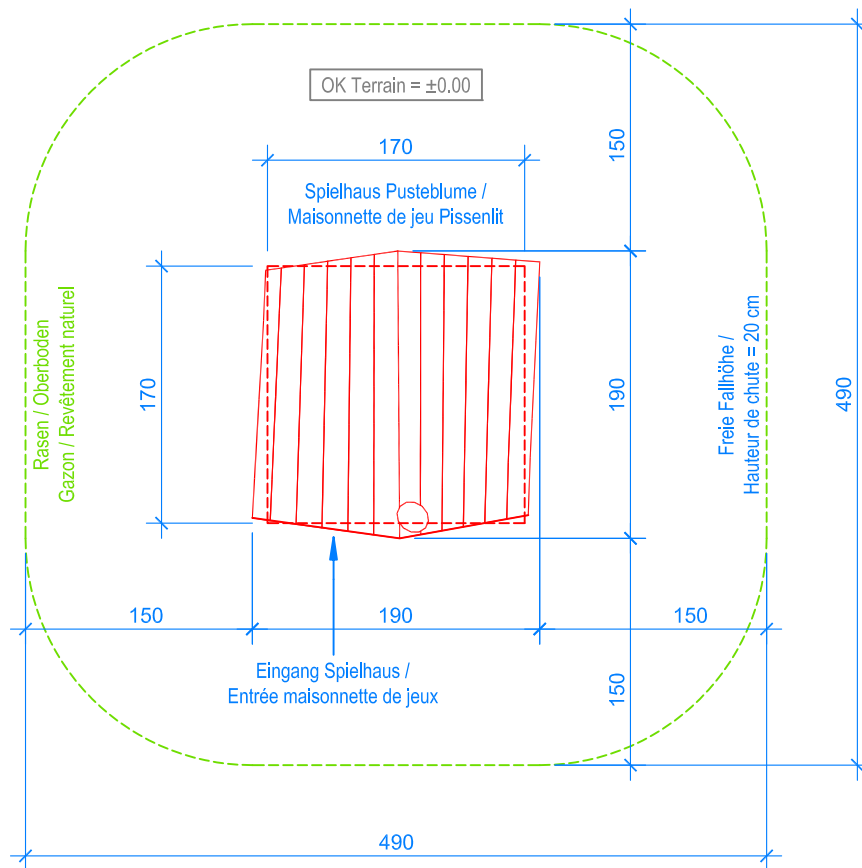 OK Terrain = ±0.00
170
150
Spielhaus Pusteblume /
Maisonnette de jeu Pissenlit
Rasen / Oberboden
Gazon / Revêtement naturel
170
190
Freie Fallhöhe /
Hauteur de chute = 20 cm
490
150
190
150
Eingang Spielhaus /
Entrée maisonnette de jeux
150
490